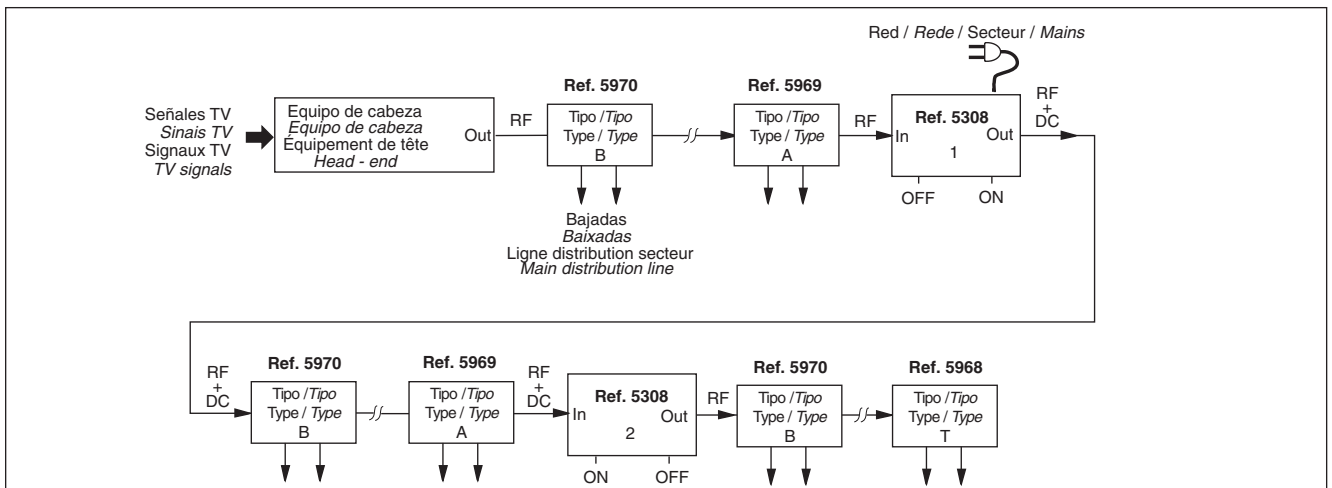 Red / Rede / Secteur / Mains
Señales TV
Sinais TV
Signaux TV
TV signals
Equipo de cabeza
Equipo de cabeza
Équipement de tête
Head - end
Out
RF
Ref. 5970
Tipo /Tipo
Type / Type
B
Bajadas
Baixadas
Ligne distribution secteur
Main distribution line
Ref. 5969
Tipo /Tipo
Type / Type
A
RF
Ref. 5308
In
Out
1
OFF
ON
RF
+
DC
RF
+
DC
Ref. 5970
Tipo /Tipo
Type / Type
B
Ref. 5969
Tipo /Tipo
Type / Type
A
RF
+
DC
Ref. 5308
In
Out
2
ON
OFF
RF
Ref. 5970
Tipo /Tipo
Type / Type
B
Ref. 5968
Tipo /Tipo
Type / Type
T